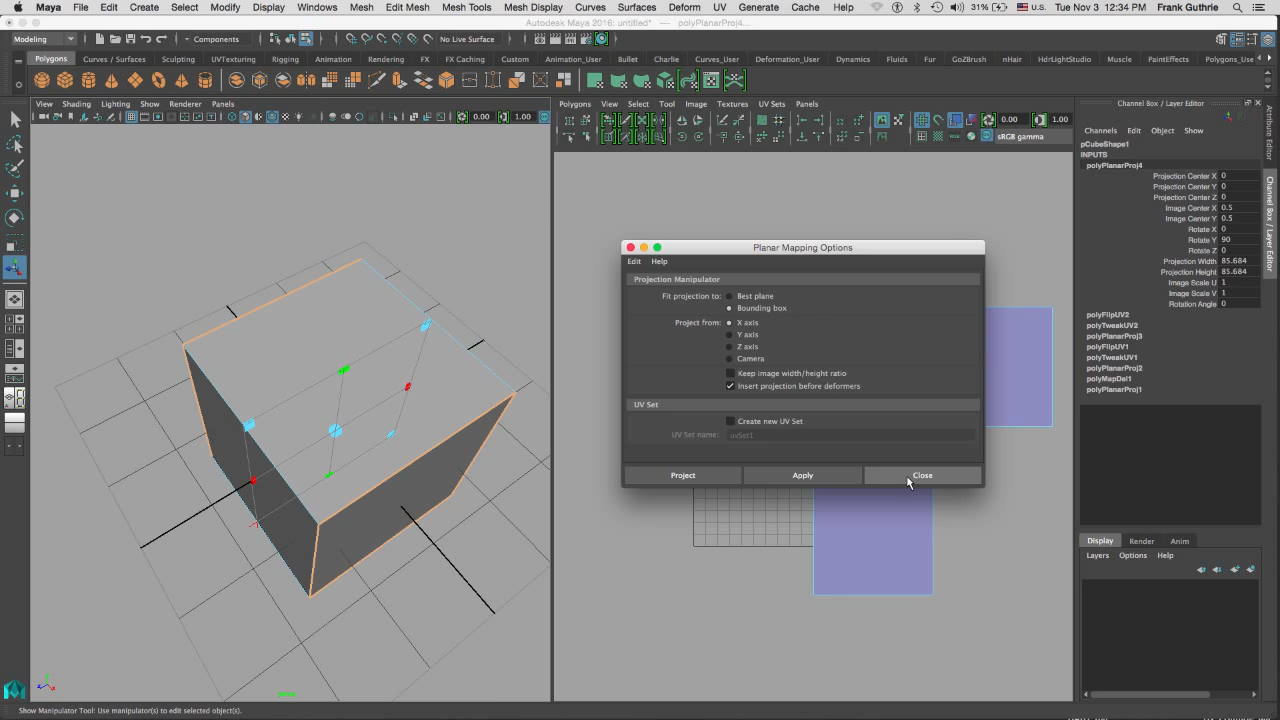 Maya File Edit Create Select Modify Display Windows Mesh Edit Mesh Mesh Tools Mesh Display Curves Surfaces Deform UV Generate Cache Help 31% U.S. Tue Nov 3 12:34 PM Frank Guthrie
Autodesk Maya 2016: untitled* --- polyPlanarProj4...
Modeling Components No Live Surface
Polygons Curves / Surfaces Sculpting UVTexturing Rigging Animation Rendering FX FX Caching Custom Animation_User Bullet Charlie Curves_User Deformation_User Dynamics Fluids Fur GoZBrush nHair HdrLightStudio Muscle PaintEffects Polygons_Use
View Shading Lighting Show Renderer Panels
0.00 1.00
Polygons View Select Tool Image Textures UV Sets Panels
0.00 1.00
sRGB gamma
Planar Mapping Options
Edit Help
Projection Manipulator
Fit projection to: Best plane
Bounding box
Project from: X axis
Y axis
Z axis
Camera
Keep image width/height ratio
Insert projection before deformers
UV Set
Create new UV Set
UV Set name: uvSet1
Project Apply Close
Channel Box / Layer Editor
Channels Edit Object Show
pCubeShape1
INPUTS
polyPlanarProj4
Projection Center X 0
Projection Center Y 0
Projection Center Z 0
Image Center X 0.5
Image Center Y 0.5
Rotate X 0
Rotate Y 90
Rotate Z 0
Projection Width 85.684
Projection Height 85.684
Image Scale U 1
Image Scale V 1
Rotation Angle 0
polyFlipUV2
polyTweakUV2
polyPlanarProj3
polyFlipUV1
polyTweakUV1
polyPlanarProj2
polyMapDel1
polyPlanarProj1
Display Render Anim
Layers Options Help
Attribute Editor
Channel Box / Layer Editor
Show Manipulator Tool: Use manipulator(s) to edit selected object(s).